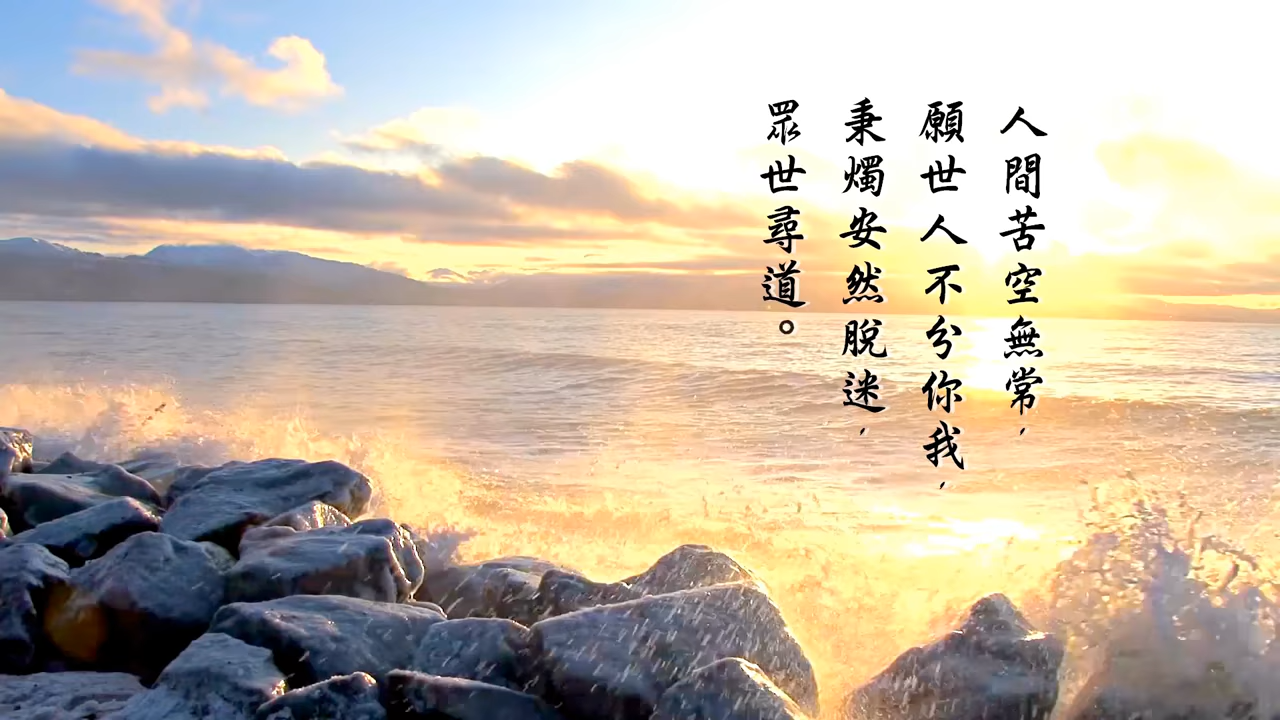 人間苦空無常，
願世人不分你我，
秉燭安然脫迷，
眾世尋道。